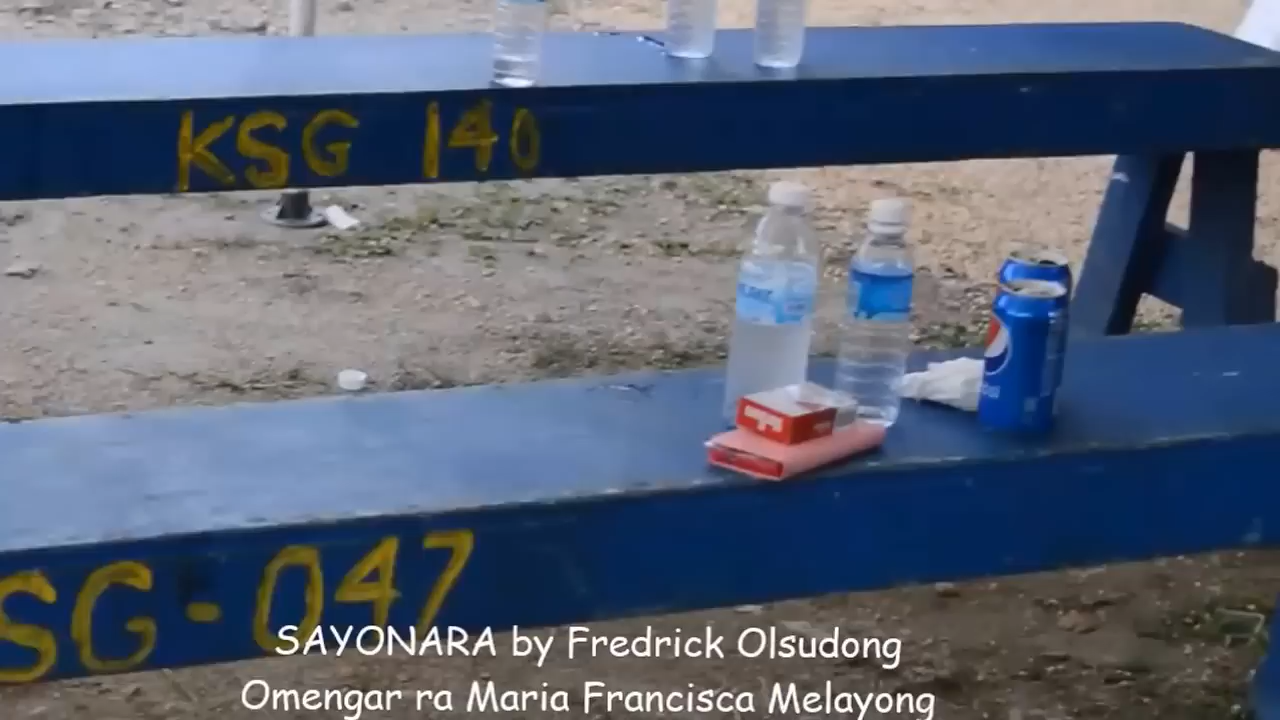 KSG 140
SG-047
SAYONARA by Fredrick Olsudong
Omengar ra Maria Francisca Melayong